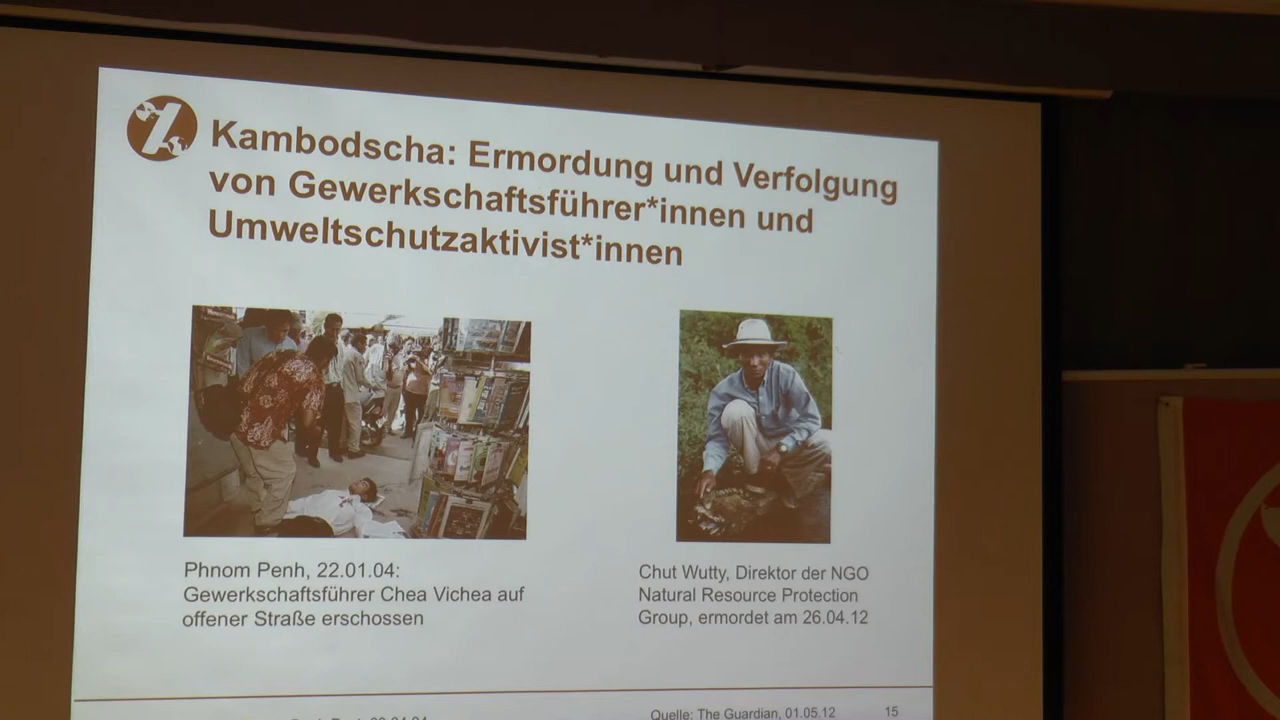 Kambodscha: Ermordung und Verfolgung
von Gewerkschaftsführer*innen und
Umweltschutzaktivist*innen
Phnom Penh, 22.01.04:
Gewerkschaftsführer Chea Vichea auf
offener Straße erschossen
Chut Wutty, Direktor der NGO
Natural Resource Protection
Group, ermordet am 26.04.12
Quelle: The Guardian, 01.05.12
15